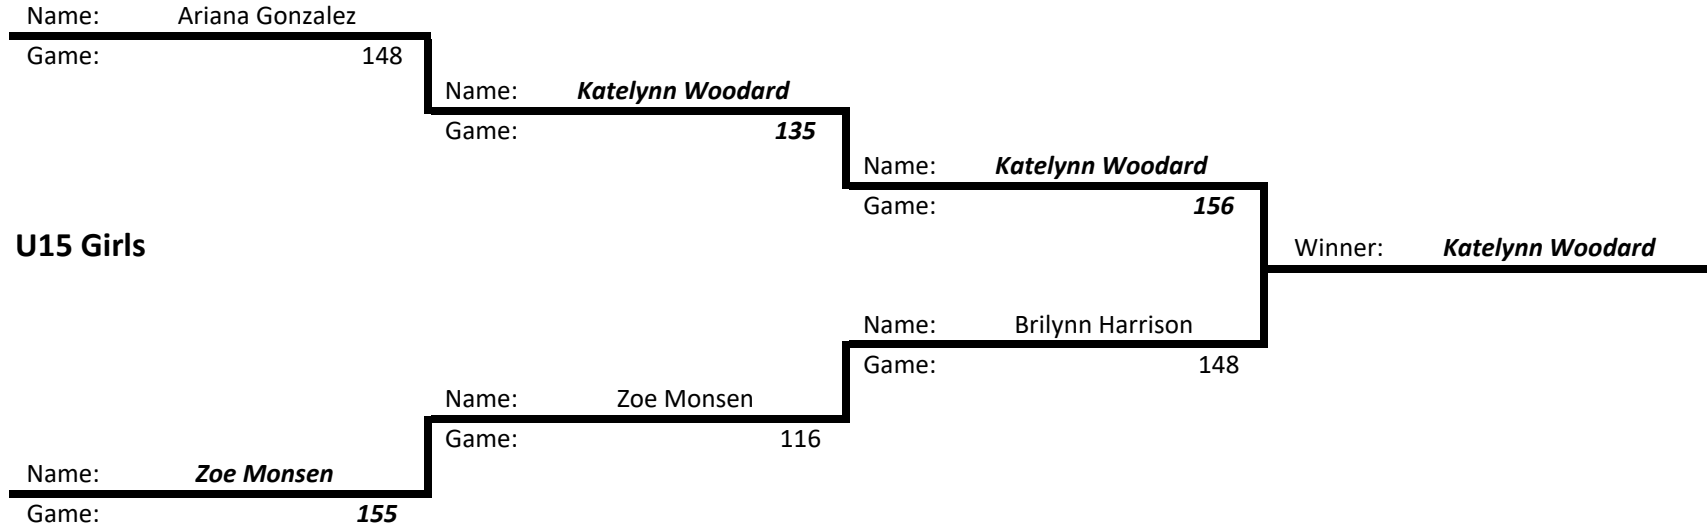 Name: Ariana Gonzalez
Game: 148
Name: Katelynn Woodard
Game: 135
Name: Katelynn Woodard
Game: 156
U15 Girls
Winner: Katelynn Woodard
Name: Brilynn Harrison
Game: 148
Name: Zoe Monsen
Game: 116
Name: Zoe Monsen
Game: 155